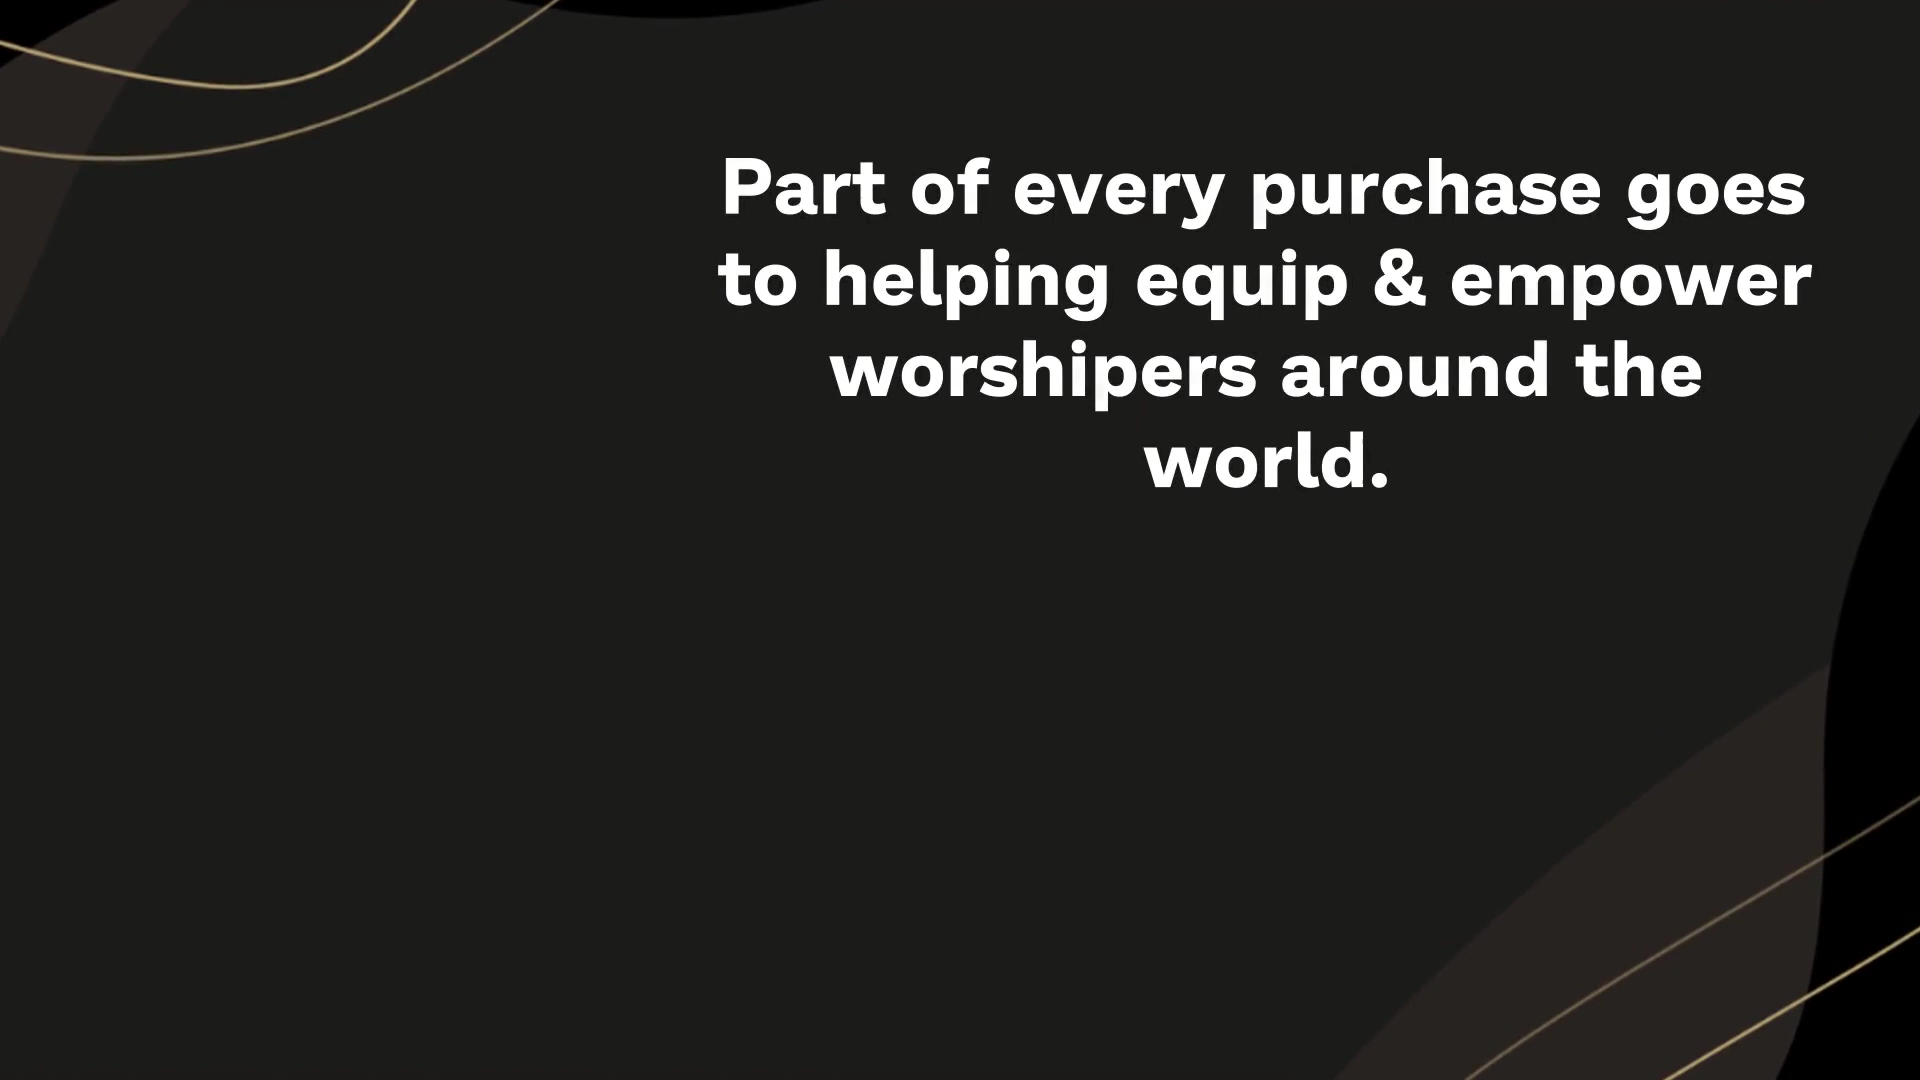 Part of every purchase goes
to helping equip & empower
worshipers around the
world.